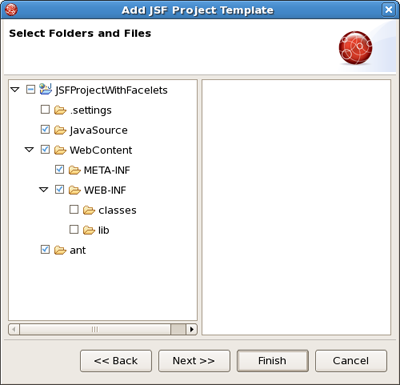 Add JSF Project Template
Select Folders and Files
JSFProjectWithFacelets
.settings
JavaSource
WebContent
META-INF
WEB-INF
classes
lib
ant
<< Back
Next >>
Finish
Cancel